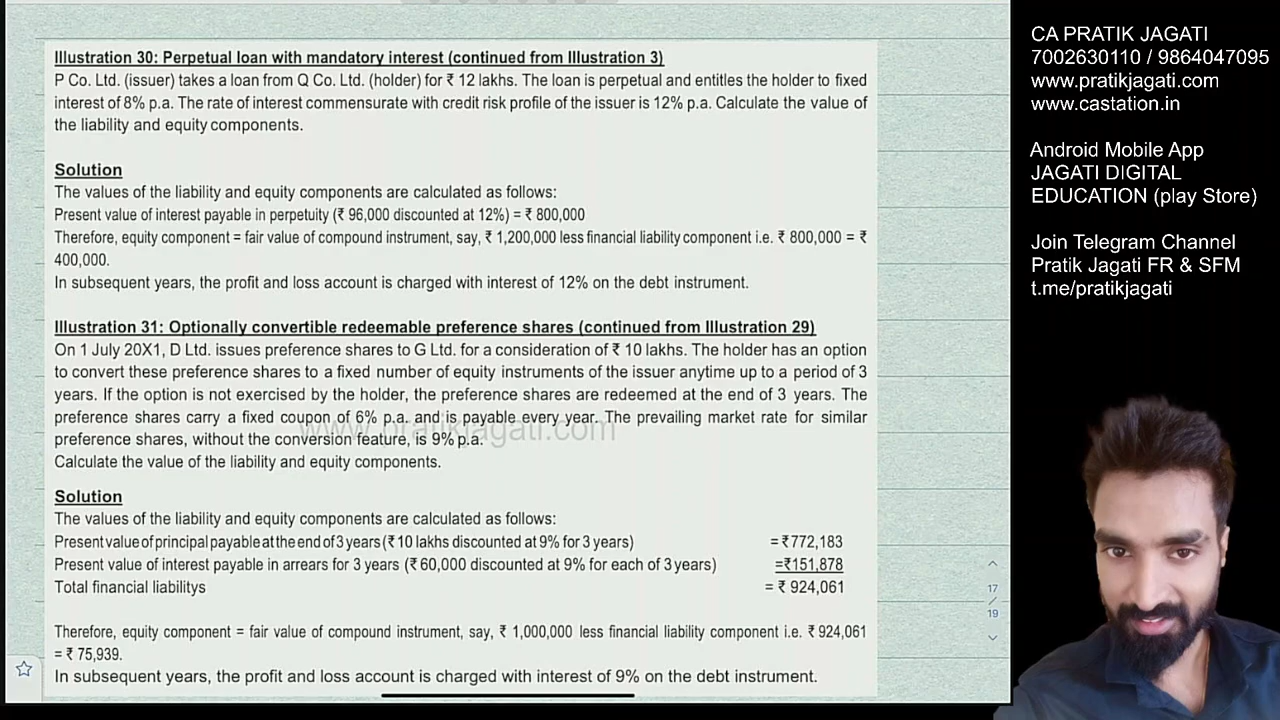 Illustration 30: Perpetual loan with mandatory interest (continued from Illustration 3)
P Co. Ltd. (issuer) takes a loan from Q Co. Ltd. (holder) for ₹ 12 lakhs. The loan is perpetual and entitles the holder to fixed
interest of 8% p.a. The rate of interest commensurate with credit risk profile of the issuer is 12% p.a. Calculate the value of
the liability and equity components.
Solution
The values of the liability and equity components are calculated as follows:
Present value of interest payable in perpetuity (₹ 96,000 discounted at 12%) = ₹ 800,000
Therefore, equity component = fair value of compound instrument, say, ₹ 1,200,000 less financial liability component i.e. ₹ 800,000 = ₹
400,000.
In subsequent years, the profit and loss account is charged with interest of 12% on the debt instrument.
Illustration 31: Optionally convertible redeemable preference shares (continued from Illustration 29)
On 1 July 20X1, D Ltd. issues preference shares to G Ltd. for a consideration of ₹ 10 lakhs. The holder has an option
to convert these preference shares to a fixed number of equity instruments of the issuer anytime up to a period of 3
years. If the option is not exercised by the holder, the preference shares are redeemed at the end of 3 years. The
preference shares carry a fixed coupon of 6% p.a. and is payable every year. The prevailing market rate for similar
www.pratikjagati.com
preference shares, without the conversion feature, is 9% p.a.
Calculate the value of the liability and equity components.
Solution
The values of the liability and equity components are calculated as follows:
Present value of principal payable at the end of 3 years (₹ 10 lakhs discounted at 9% for 3 years) = ₹772,183
Present value of interest payable in arrears for 3 years (₹ 60,000 discounted at 9% for each of 3 years) =₹151,878
Total financial liabilitys = ₹ 924,061
Therefore, equity component = fair value of compound instrument, say, ₹ 1,000,000 less financial liability component i.e. ₹ 924,061
= ₹ 75,939.
In subsequent years, the profit and loss account is charged with interest of 9% on the debt instrument.
17
/
19
CA PRATIK JAGATI
7002630110 / 9864047095
www.pratikjagati.com
www.castation.in
Android Mobile App
JAGATI DIGITAL
EDUCATION (play Store)
Join Telegram Channel
Pratik Jagati FR & SFM
t.me/pratikjagati